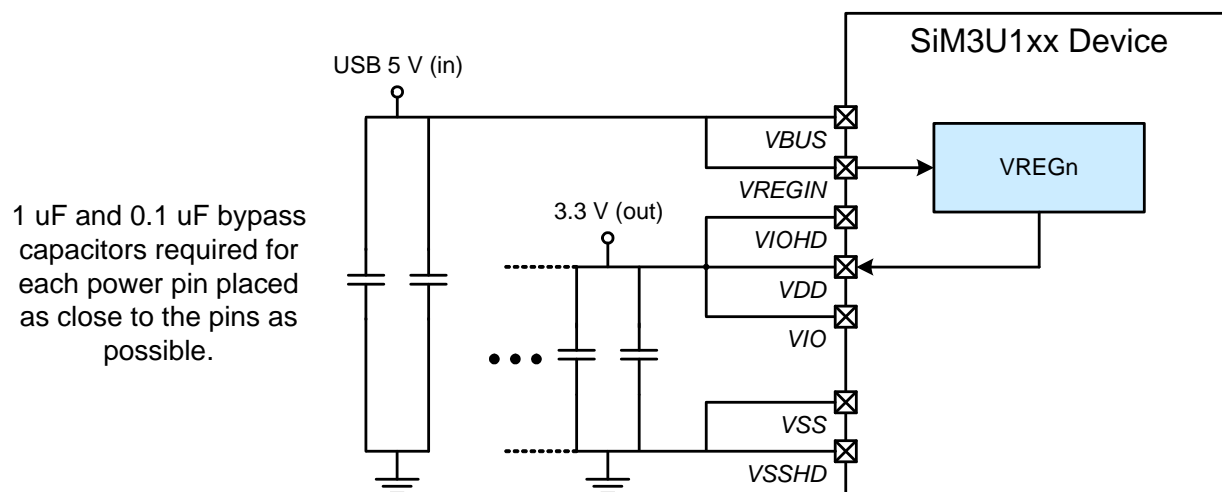 SiM3U1xx Device
USB 5 V (in)
VBUS
VREGn
VREGIN
1 uF and 0.1 uF bypass
capacitors required for
each power pin placed
as close to the pins as
possible.
3.3 V (out)
VIOHD
VDD
VIO
VSS
VSSHD